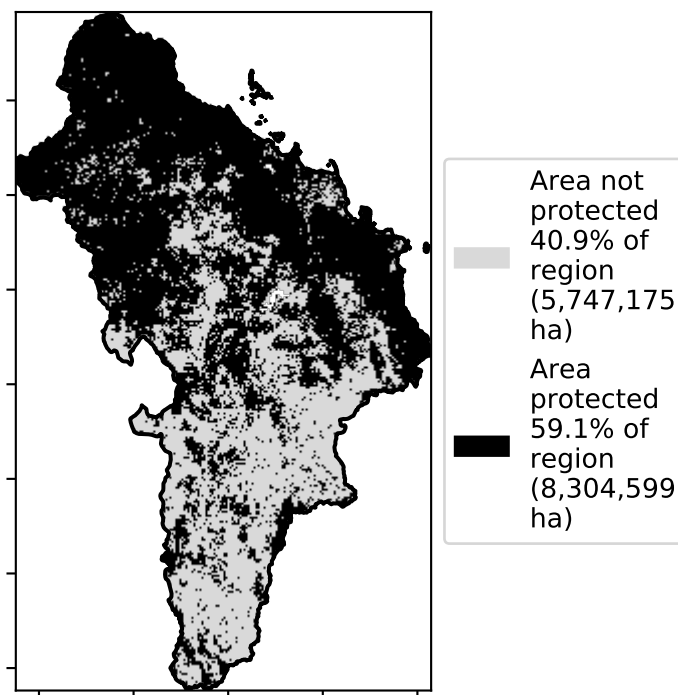 Area not
protected
40.9% of
region
(5,747,175
ha)
Area
protected
59.1% of
region
(8,304,599
ha)